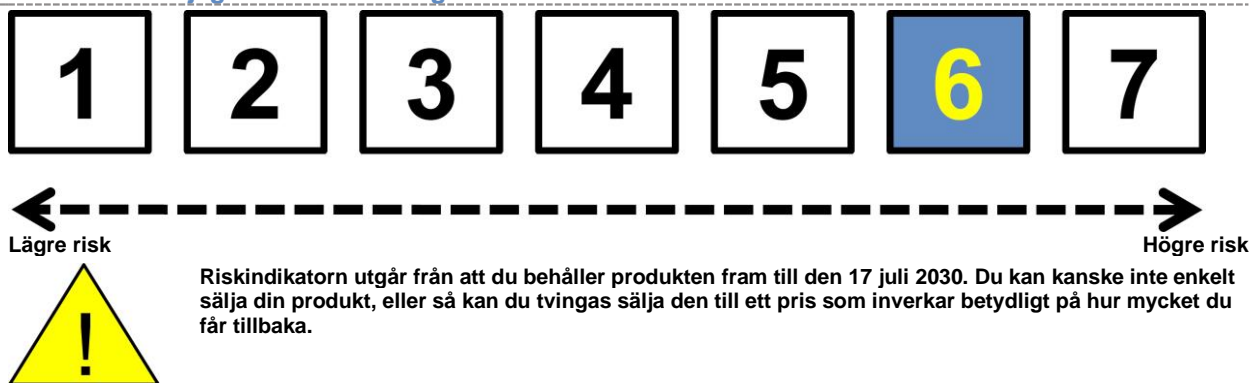 1 2 3 4 5 6 7
Lägre risk Högre risk
Riskindikatorn utgår från att du behåller produkten fram till den 17 juli 2030. Du kan kanske inte enkelt
sälja din produkt, eller så kan du tvingas sälja den till ett pris som inverkar betydligt på hur mycket du
får tillbaka.
!